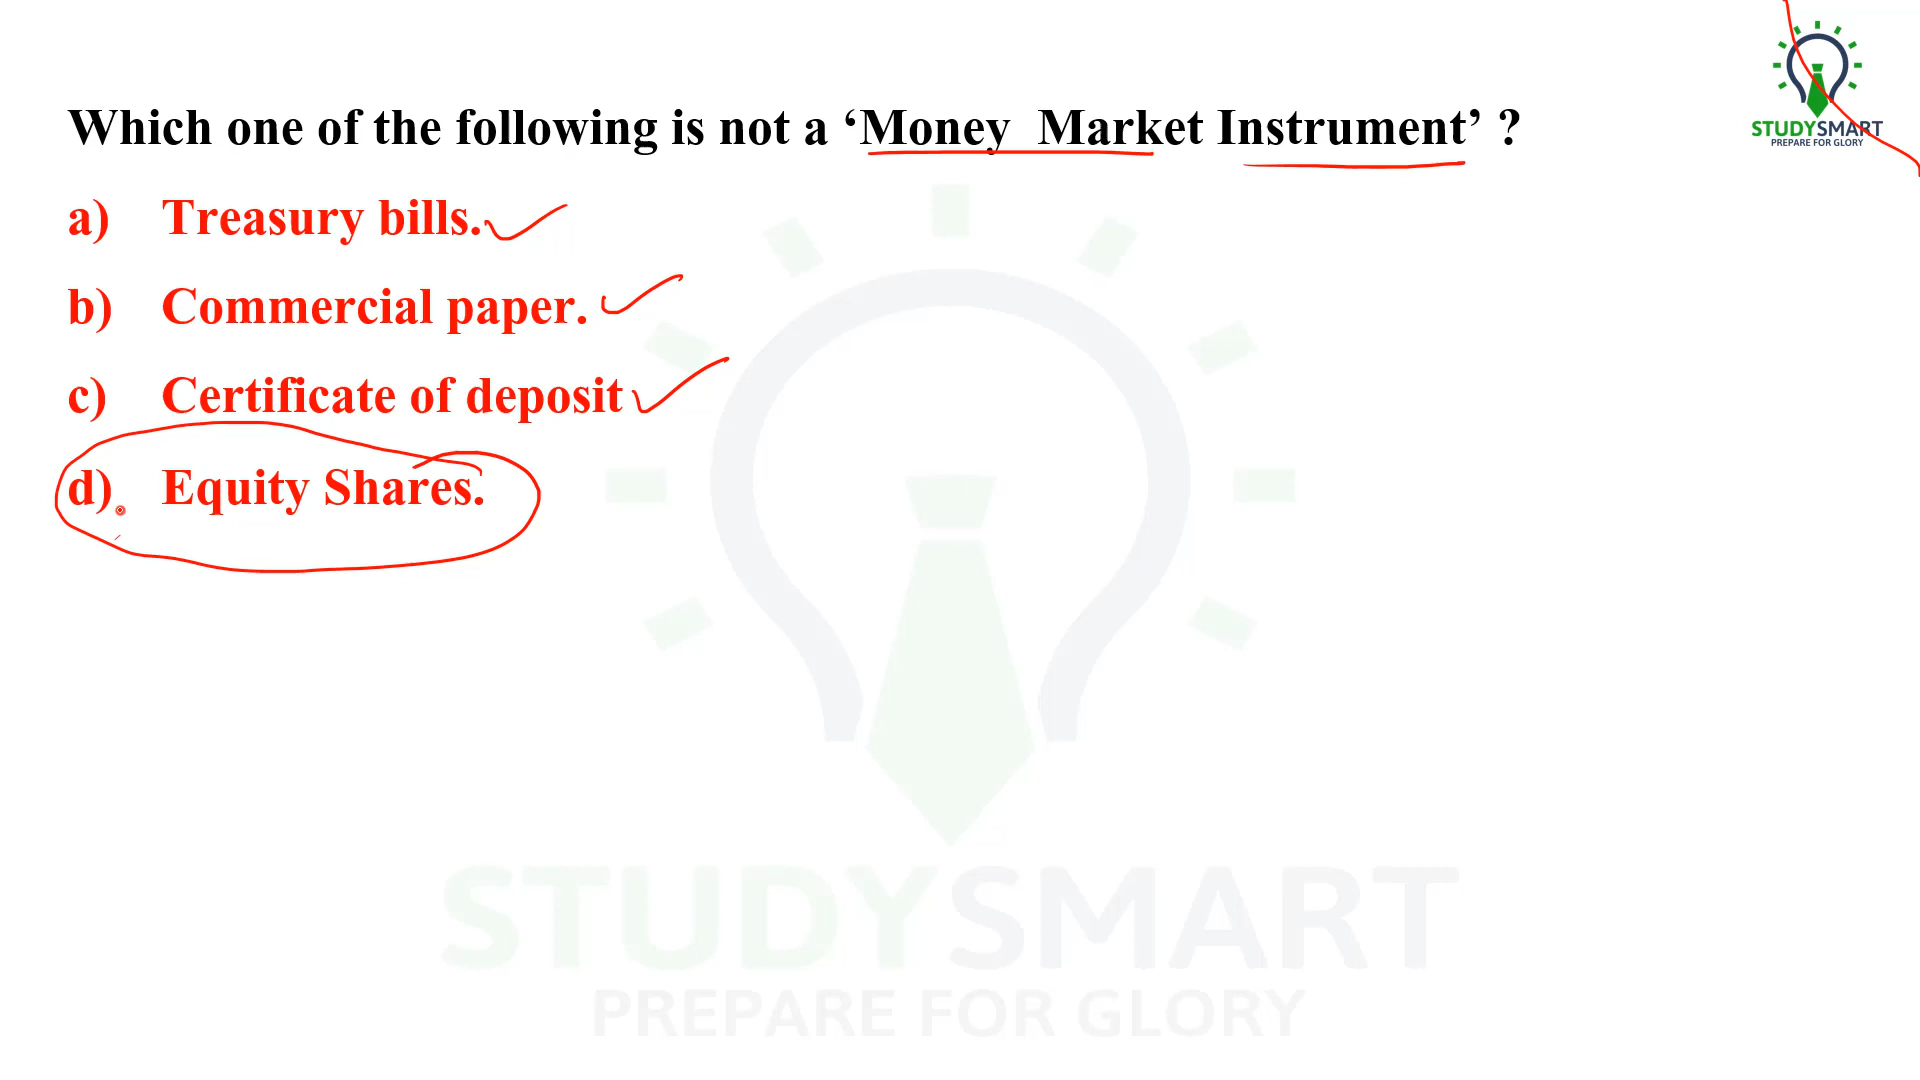 Which one of the following is not a ‘Money Market Instrument’ ?
a) Treasury bills.
b) Commercial paper.
c) Certificate of deposit
d) Equity Shares.
STUDYSMART
PREPARE FOR GLORY
STUDYSMART
PREPARE FOR GLORY